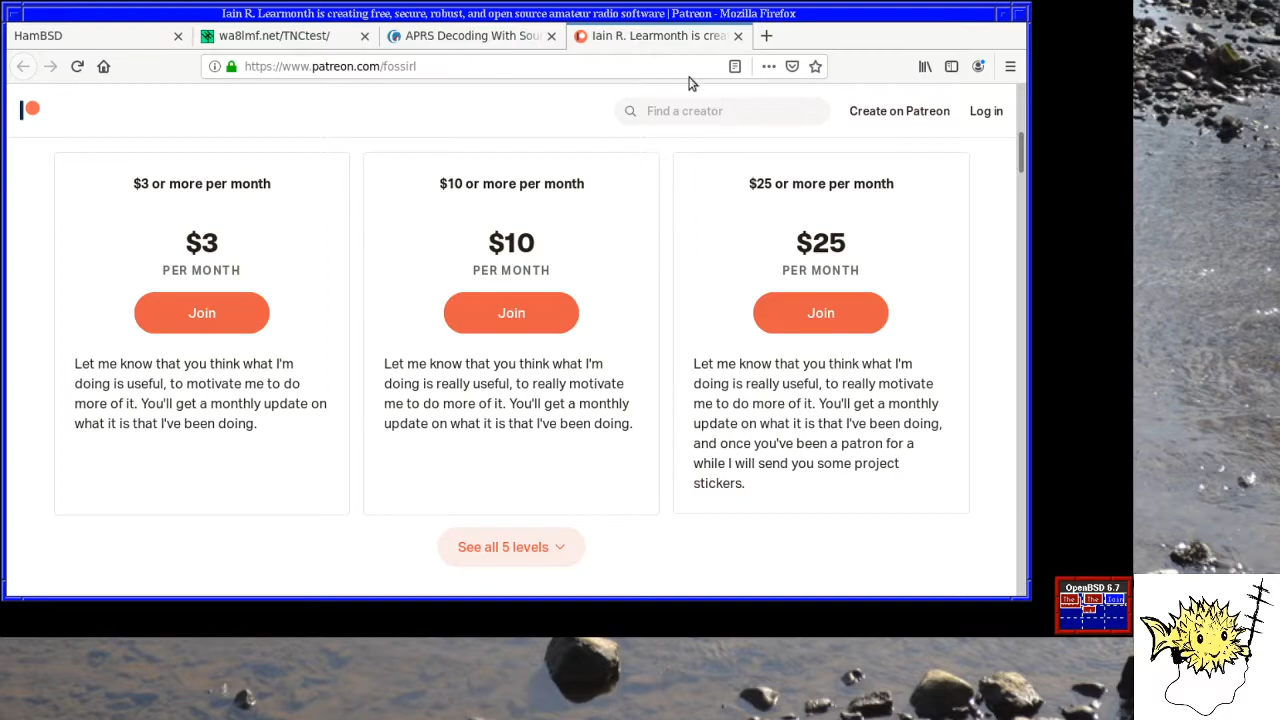 Iain R. Learmonth is creating free, secure, robust, and open source amateur radio software | Patreon - Mozilla Firefox
HamBSD
wa8lmf.net/TNCtest/
APRS Decoding With Sou
Iain R. Learmonth is crea
https://www.patreon.com/fossirl
Find a creator
Create on Patreon
Log in
$3 or more per month
$3
PER MONTH
Join
Let me know that you think what I'm
doing is useful, to motivate me to do
more of it. You'll get a monthly update on
what it is that I've been doing.
$10 or more per month
$10
PER MONTH
Join
Let me know that you think what I'm
doing is really useful, to really motivate
me to do more of it. You'll get a monthly
update on what it is that I've been doing.
$25 or more per month
$25
PER MONTH
Join
Let me know that you think what I'm
doing is really useful, to really motivate
me to do more of it. You'll get a monthly
update on what it is that I've been doing,
and once you've been a patron for a
while I will send you some project
stickers.
See all 5 levels
OpenBSD 6.7
The
The
Iain